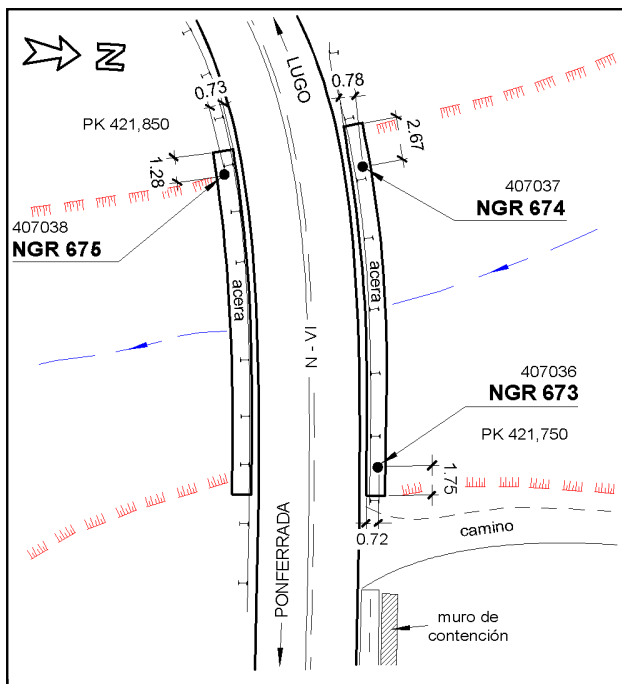 N
LUGO
0.73
0.78
PK 421,850
2.67
1.28
407037
NGR 674
407038
NGR 675
acera
acera
N - VI
407036
NGR 673
PK 421,750
1.75
0.72
camino
PONFERRADA
muro de
contención